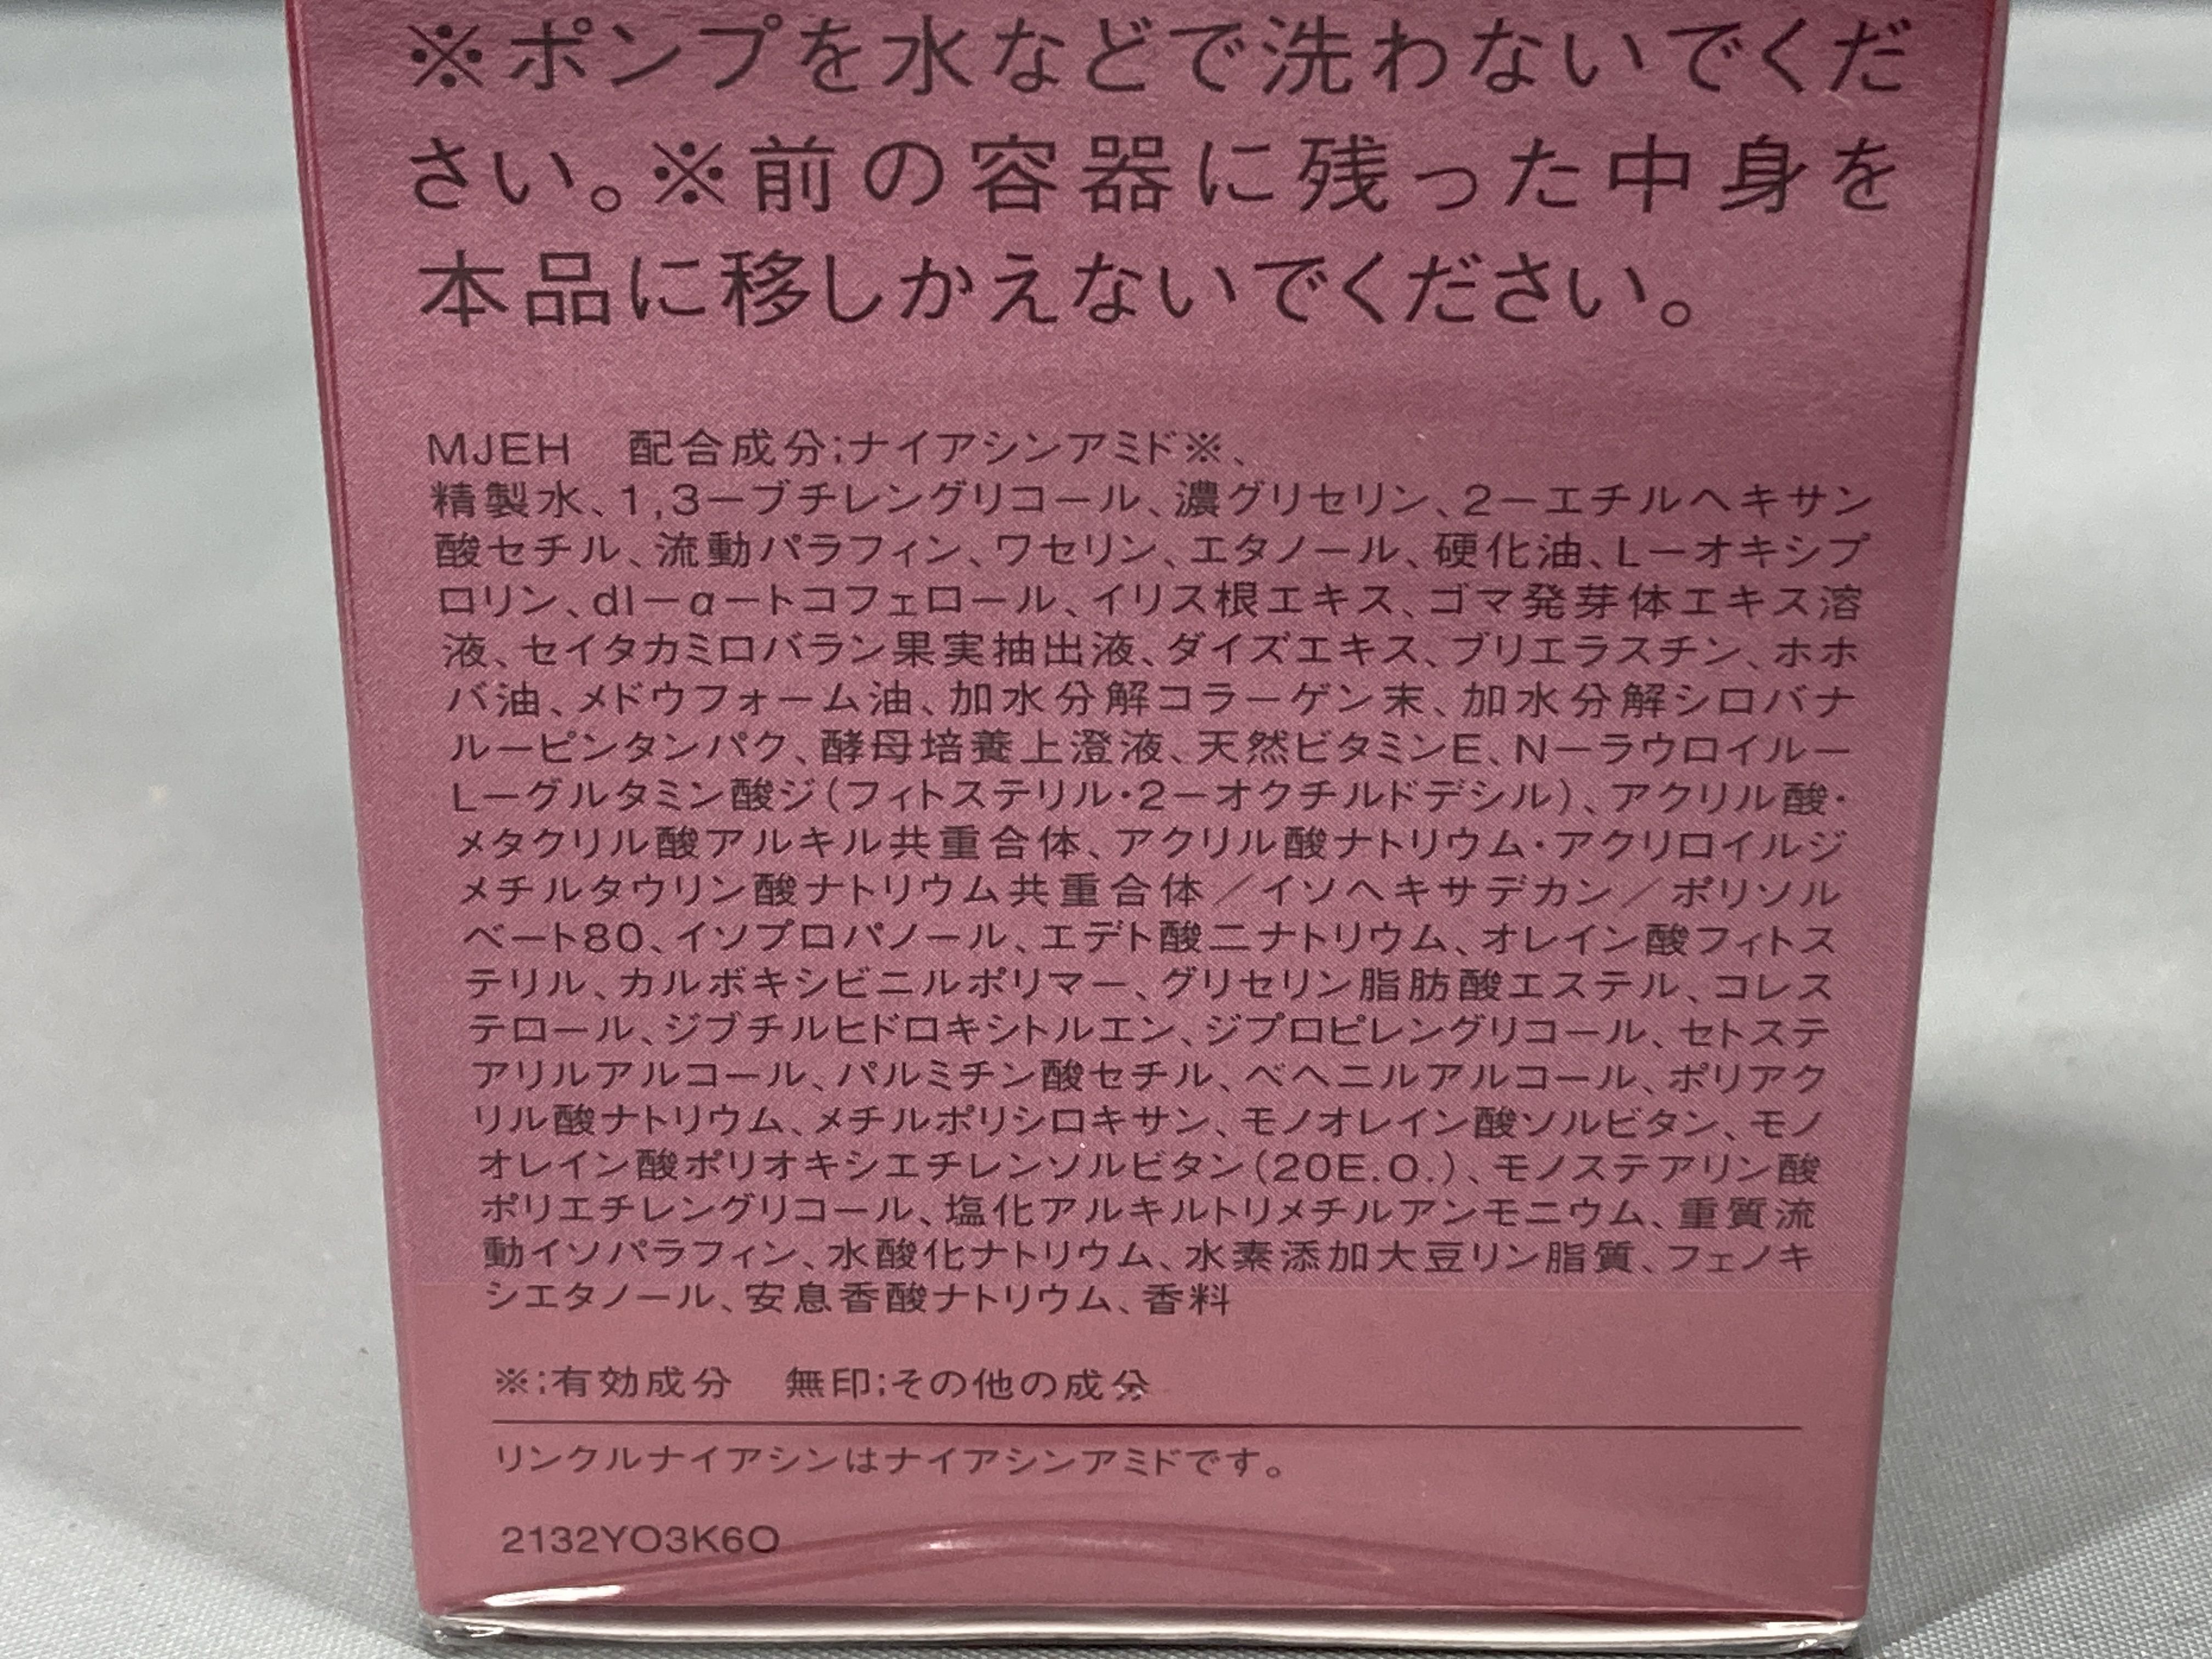 ※ポンプを水などで洗わないでくだ
さい。※前の容器に残った中身を
本品に移しかえないでください。
MJEH　配合成分;ナイアシンアミド※、
精製水、1,3ーブチレングリコール、濃グリセリン、2ーエチルヘキサン
酸セチル、流動パラフィン、ワセリン、エタノール、硬化油、Lーオキシプ
ロリン、dlーαートコフェロール、イリス根エキス、ゴマ発芽体エキス溶
液、セイタカミロバラン果実抽出液、ダイズエキス、ブリエラスチン、ホホ
バ油、メドウフォーム油、加水分解コラーゲン末、加水分解シロバナ
ルーピンタンパク、酵母培養上澄液、天然ビタミンE、Nーラウロイルー
Lーグルタミン酸ジ(フィトステリル・2ーオクチルドデシル)、アクリル酸・
メタクリル酸アルキル共重合体、アクリル酸ナトリウム・アクリロイルジ
メチルタウリン酸ナトリウム共重合体／イソヘキサデカン／ポリソル
ベート80、イソプロパノール、エデト酸二ナトリウム、オレイン酸フィトス
テリル、カルボキシビニルポリマー、グリセリン脂肪酸エステル、コレス
テロール、ジブチルヒドロキシトルエン、ジプロピレングリコール、セトステ
アリルアルコール、パルミチン酸セチル、ベヘニルアルコール、ポリアク
リル酸ナトリウム、メチルポリシロキサン、モノオレイン酸ソルビタン、モノ
オレイン酸ポリオキシエチレンソルビタン(20E.O.)、モノステアリン酸
ポリエチレングリコール、塩化アルキルトリメチルアンモニウム、重質流
動イソパラフィン、水酸化ナトリウム、水素添加大豆リン脂質、フェノキ
シエタノール、安息香酸ナトリウム、香料
※;有効成分　無印;その他の成分
リンクルナイアシンはナイアシンアミドです。
2132YO3K6O